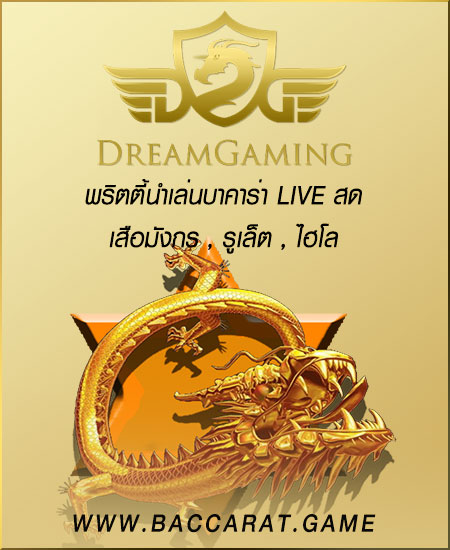 DG
DREAMGAMING
พริตตี้นำเล่นบาคาร่า LIVE สด
เสือมังกร , รูเล็ต , ไฮโล
WWW.BACCARAT.GAME